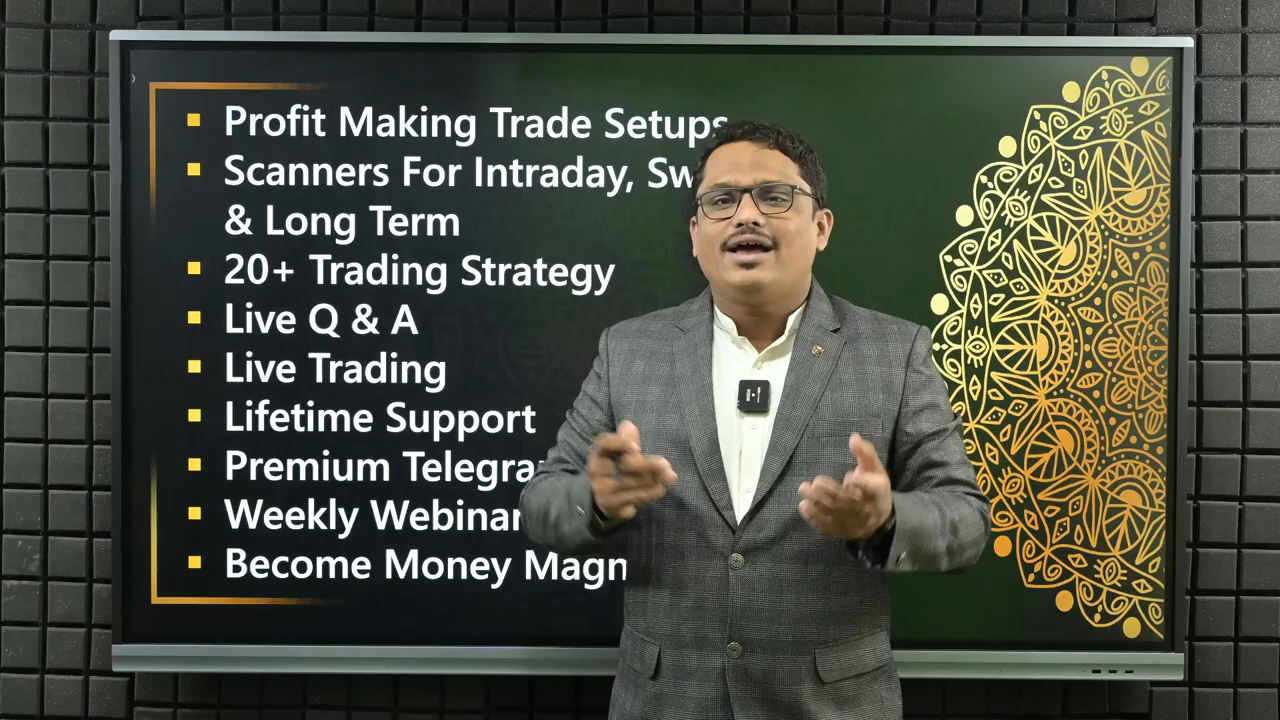 Profit Making Trade Setups
Scanners For Intraday,
& Long Term
20+ Trading Strategy
Live Q & A
Live Trading
Lifetime Support
Premium
Weekly
Become Money